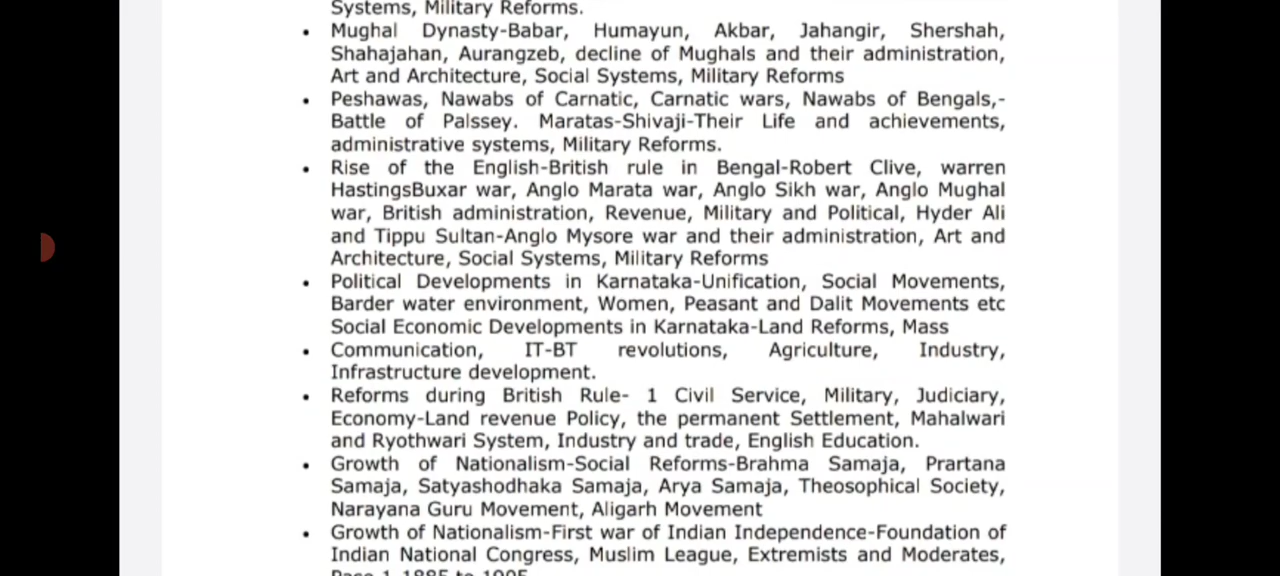 Systems, Military Reforms.
• Mughal Dynasty-Babar, Humayun, Akbar, Jahangir, Shershah,
Shahajahan, Aurangzeb, decline of Mughals and their administration,
Art and Architecture, Social Systems, Military Reforms
• Peshawas, Nawabs of Carnatic, Carnatic wars, Nawabs of Bengals,-
Battle of Palssey. Maratas-Shivaji-Their Life and achievements,
administrative systems, Military Reforms.
• Rise of the English-British rule in Bengal-Robert Clive, warren
HastingsBuxar war, Anglo Marata war, Anglo Sikh war, Anglo Mughal
war, British administration, Revenue, Military and Political, Hyder Ali
and Tippu Sultan-Anglo Mysore war and their administration, Art and
Architecture, Social Systems, Military Reforms
• Political Developments in Karnataka-Unification, Social Movements,
Barder water environment, Women, Peasant and Dalit Movements etc
Social Economic Developments in Karnataka-Land Reforms, Mass
• Communication, IT-BT revolutions, Agriculture, Industry,
Infrastructure development.
• Reforms during British Rule- 1 Civil Service, Military, Judiciary,
Economy-Land revenue Policy, the permanent Settlement, Mahalwari
and Ryothwari System, Industry and trade, English Education.
• Growth of Nationalism-Social Reforms-Brahma Samaja, Prartana
Samaja, Satyashodhaka Samaja, Arya Samaja, Theosophical Society,
Narayana Guru Movement, Aligarh Movement
• Growth of Nationalism-First war of Indian Independence-Foundation of
Indian National Congress, Muslim League, Extremists and Moderates,
1885 to 1905